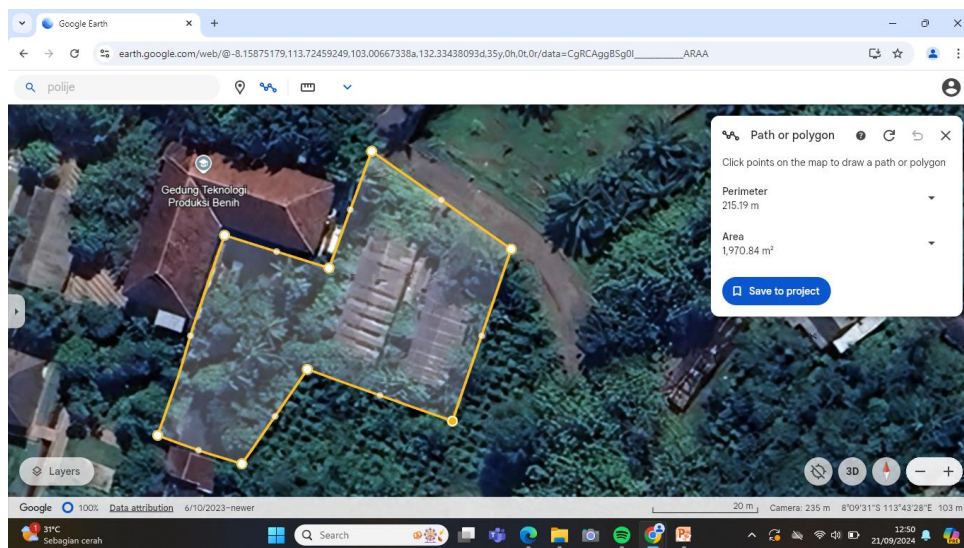 Google Earth
earth.google.com/web/@-8.15875179,113.72459249,103.00667338a,132.33438093d,35y,0h,0t,0r/data=CgRCAggBSg0I___________ARAA
polije
Path or polygon
Click points on the map to draw a path or polygon
Perimeter
215.19 m
Area
1,970.84 m²
Save to project
Gedung Teknologi
Produksi Benih
Layers
3D
Google 100% Data attribution 6/10/2023–newer 20 m Camera: 235 m 8°09'31"S 113°43'28"E 103 m
1
31°C
Sebagian cerah
Search
12:50
21/09/2024